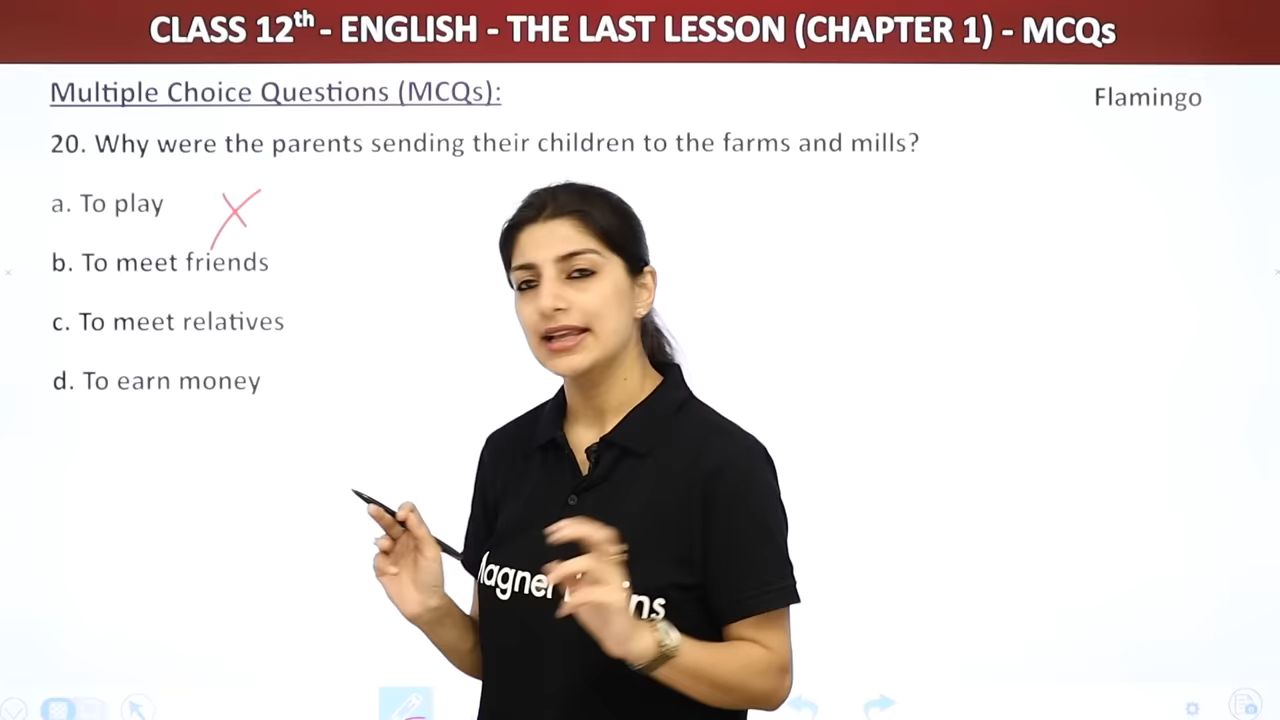 CLASS 12th - ENGLISH - THE LAST LESSON (CHAPTER 1) - MCQs
Multiple Choice Questions (MCQs):
Flamingo
20. Why were the parents sending their children to the farms and mills?
a. To play
b. To meet friends
c. To meet relatives
d. To earn money